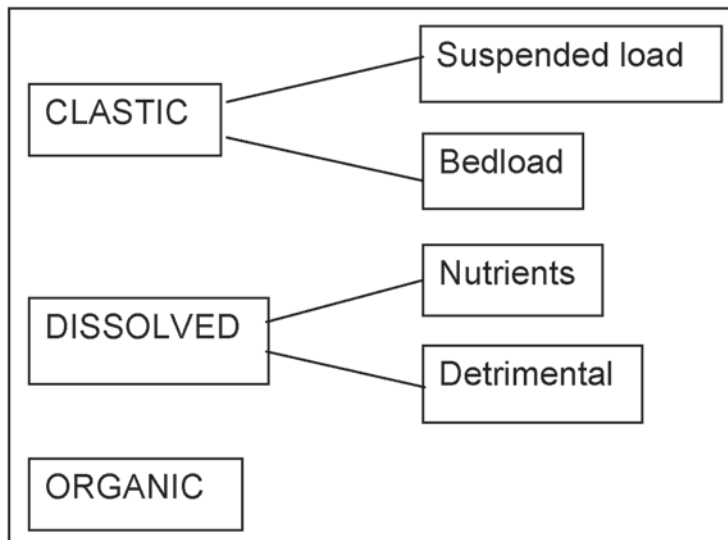 CLASTIC
Suspended load
Bedload
DISSOLVED
Nutrients
Detrimental
ORGANIC